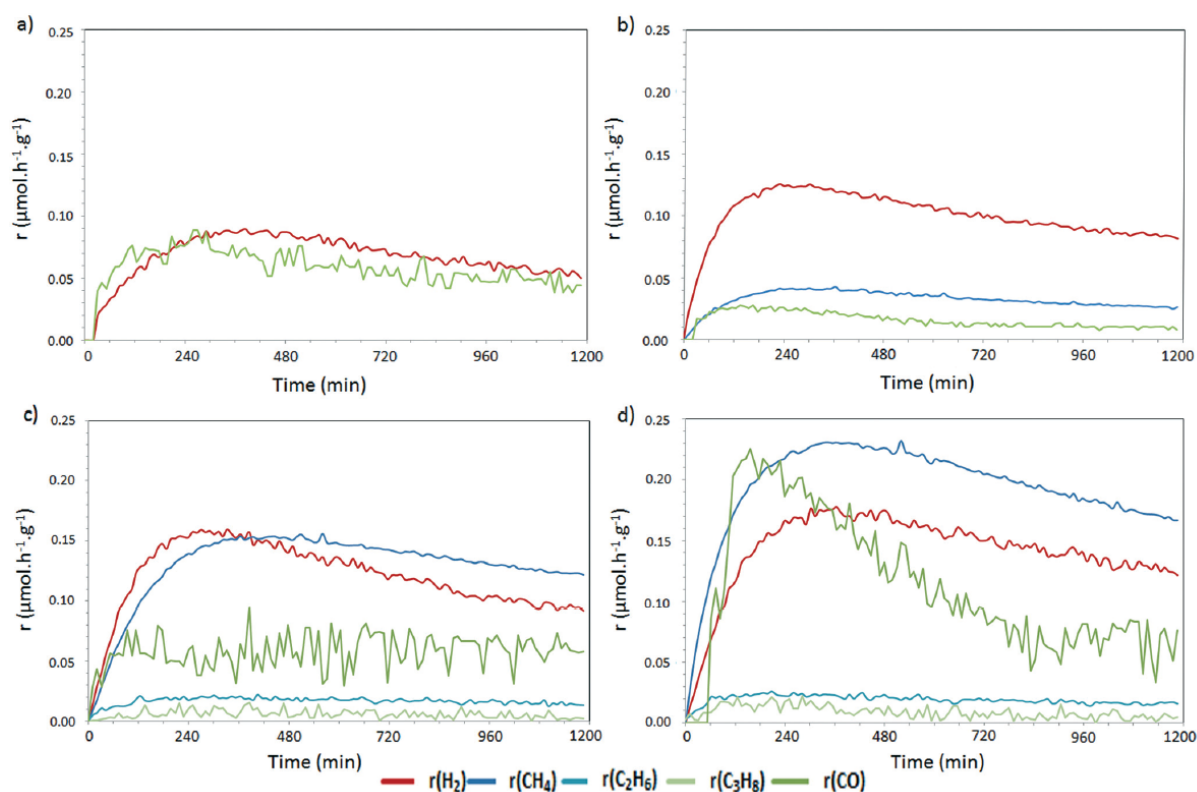 a)
0.25
0.20
0.15
0.10
0.05
0.00
r (μmol.h⁻¹.g⁻¹)
0 240 480 720 960 1200
Time (min)
b)
0.25
0.20
0.15
0.10
0.05
0.00
r (μmol.h⁻¹.g⁻¹)
0 240 480 720 960 1200
Time (min)
c)
0.25
0.20
0.15
0.10
0.05
0.00
r (μmol.h⁻¹.g⁻¹)
0 240 480 720 960 1200
Time (min)
d)
0.25
0.20
0.15
0.10
0.05
0.00
r (μmol.h⁻¹.g⁻¹)
0 240 480 720 960 1200
Time (min)
r(H₂) r(CH₄) r(C₂H₆) r(C₃H₈) r(CO)